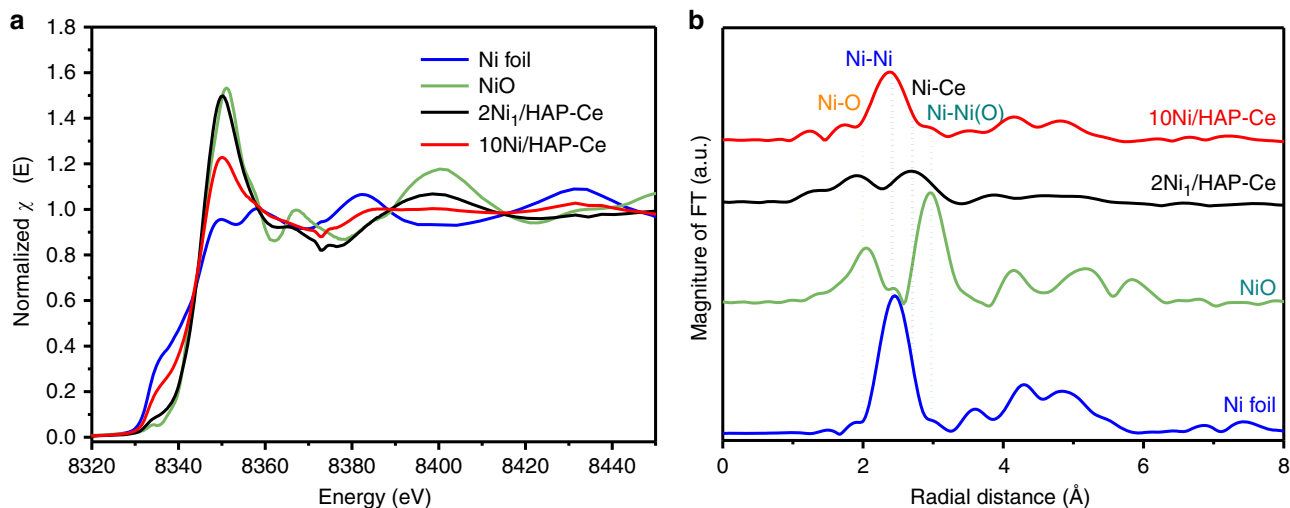 a
1.8
1.6
1.4
1.2
1.0
0.8
0.6
0.4
0.2
0.0
Normalized χ (E)
Ni foil
NiO
2Ni₁/HAP-Ce
10Ni/HAP-Ce
8320 8340 8360 8380 8400 8420 8440
Energy (eV)
b
Magniture of FT (a.u.)
Ni-Ni
Ni-O
Ni-Ce
Ni-Ni(O)
10Ni/HAP-Ce
2Ni₁/HAP-Ce
NiO
Ni foil
0 2 4 6 8
Radial distance (Å)